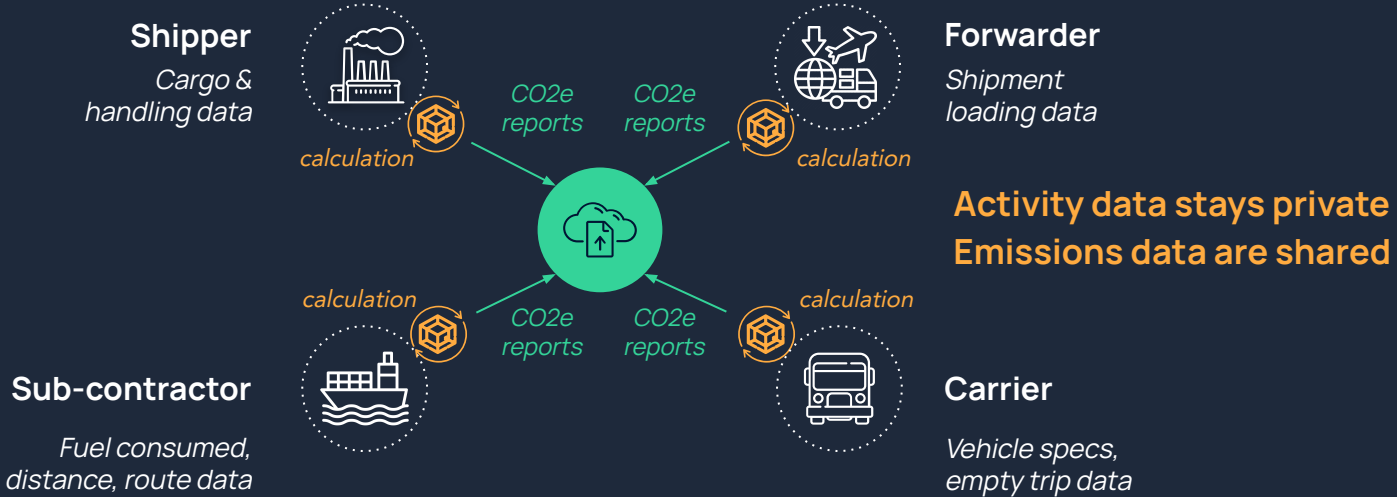 Shipper
Cargo &
handling data
calculation
CO2e
reports
CO2e
reports
Forwarder
Shipment
loading data
calculation
Activity data stays private
Emissions data are shared
calculation
CO2e
reports
CO2e
reports
calculation
Sub-contractor
Fuel consumed,
distance, route data
Carrier
Vehicle specs,
empty trip data